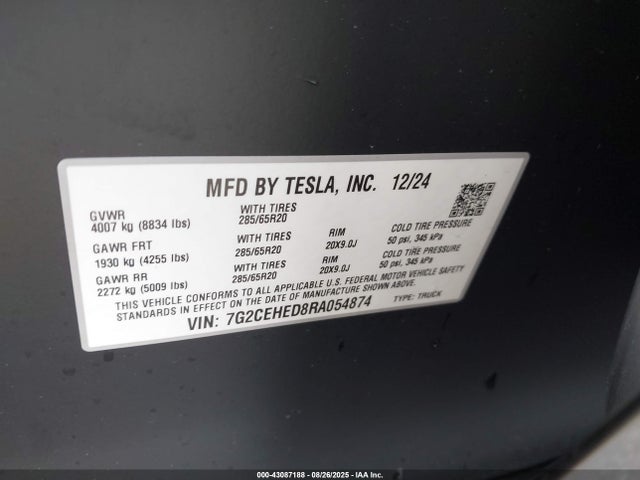 MFD BY TESLA, INC. 12/24
GVWR WITH TIRES
4007 kg (8834 lbs) 285/65R20
GAWR FRT WITH TIRES RIM COLD TIRE PRESSURE
1930 kg (4255 lbs) 285/65R20 20X9.0J 50 psi, 345 kPa
GAWR RR WITH TIRES RIM COLD TIRE PRESSURE
2272 kg (5009 lbs) 285/65R20 20X9.0J 50 psi, 345 kPa
THIS VEHICLE CONFORMS TO ALL APPLICABLE U.S. FEDERAL MOTOR VEHICLE SAFETY
STANDARDS IN EFFECT ON THE DATE OF MANUFACTURE SHOWN ABOVE.
VIN: 7G2CEHED8RA054874 TYPE: TRUCK
000-43087188 - 08/26/2025 - IAA Inc.